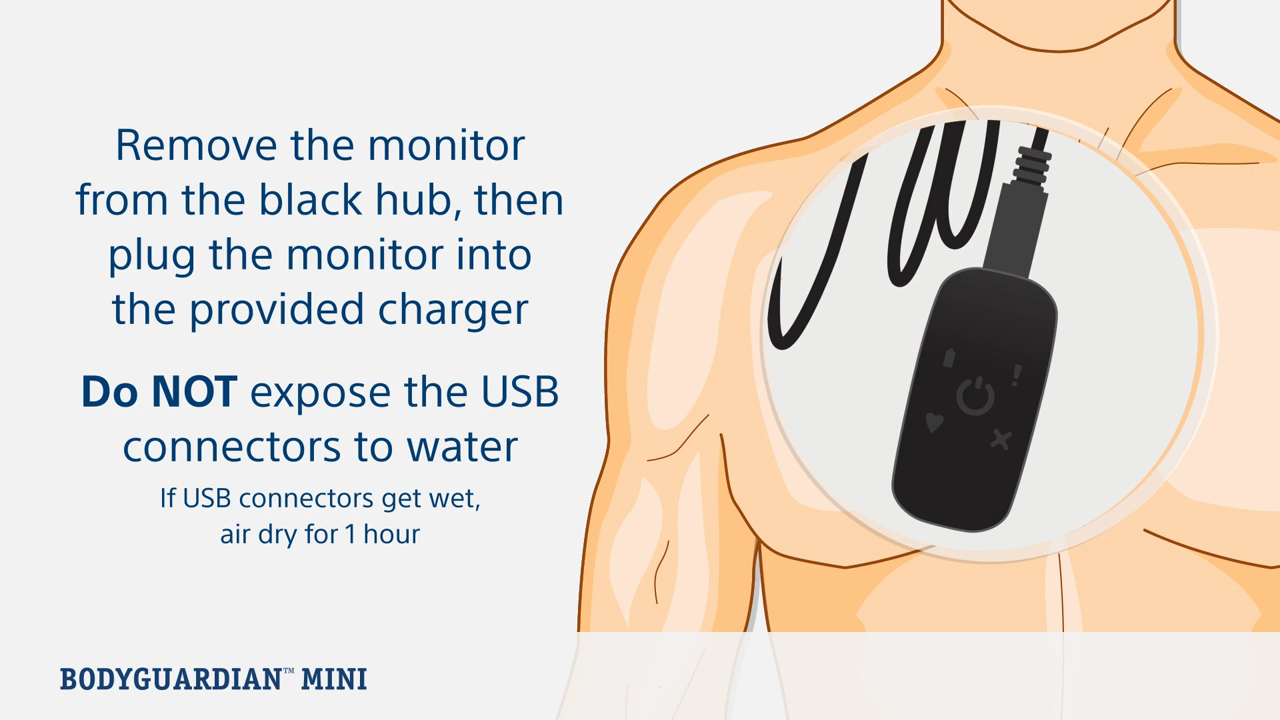 Remove the monitor
from the black hub, then
plug the monitor into
the provided charger
Do NOT expose the USB
connectors to water
If USB connectors get wet,
air dry for 1 hour
BODYGUARDIAN™ MINI